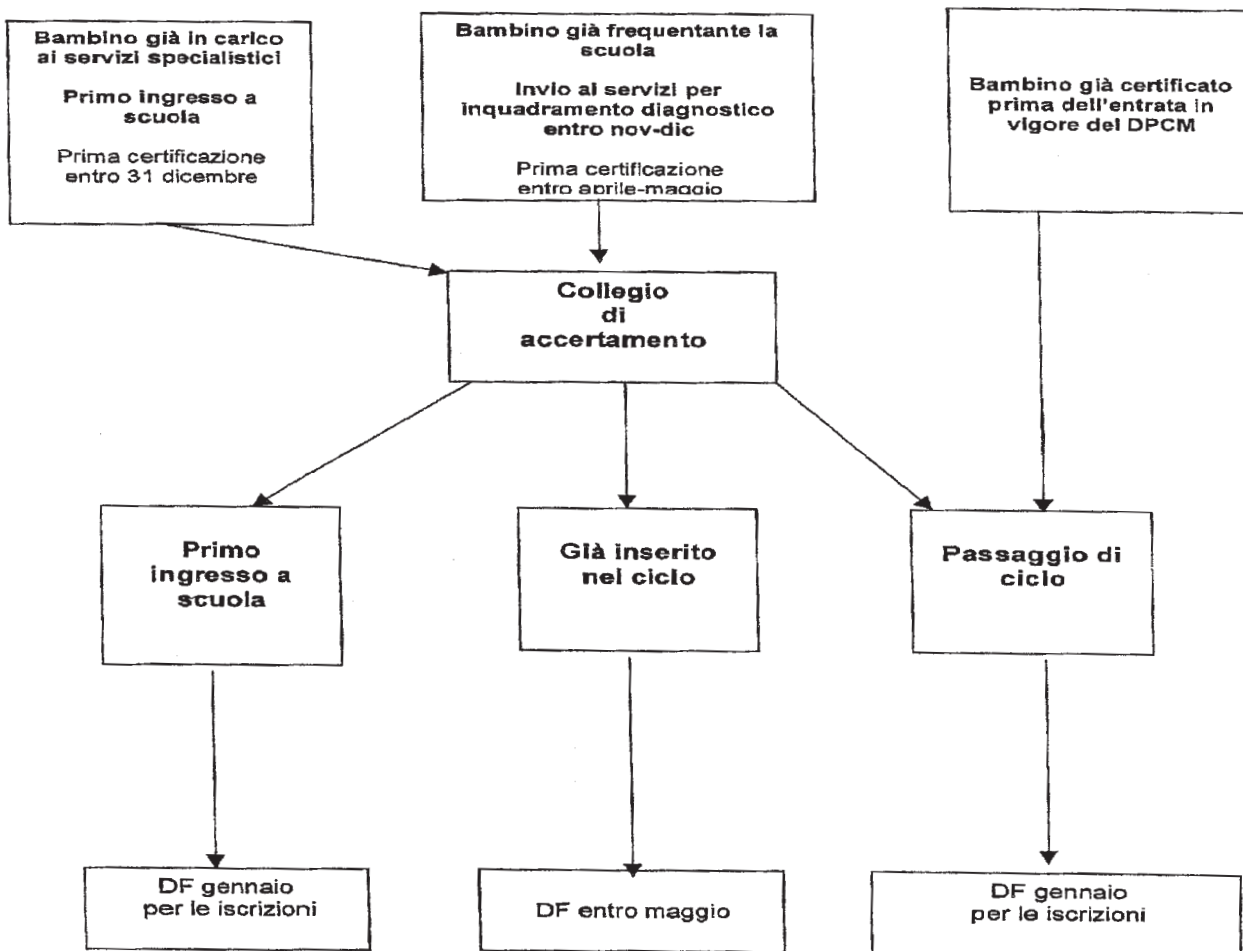 Bambino già in carico
ai servizi specialistici
Primo ingresso a
scuola
Prima certificazione
entro 31 dicembre
Bambino già frequentante la
scuola
Invio ai servizi per
inquadramento diagnostico
entro nov-dic
Prima certificazione
entro aprile-maggio
Bambino già certificato
prima dell'entrata in
vigore del DPCM
Collegio
di
accertamento
Primo
ingresso a
scuola
Già inserito
nel ciclo
Passaggio di
ciclo
DF gennaio
per le iscrizioni
DF entro maggio
DF gennaio
per le iscrizioni